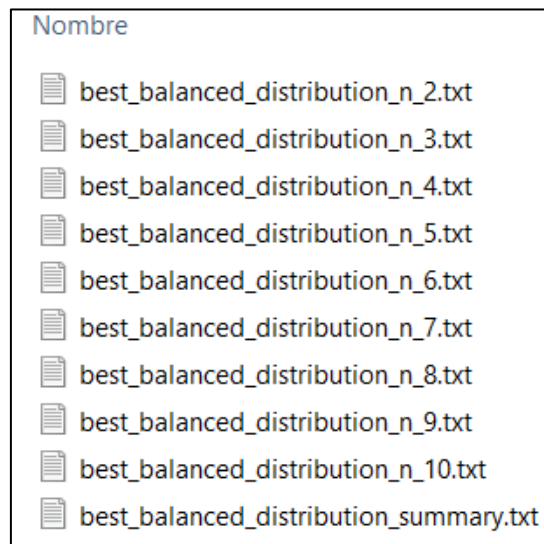 Nombre
best_balanced_distribution_n_2.txt
best_balanced_distribution_n_3.txt
best_balanced_distribution_n_4.txt
best_balanced_distribution_n_5.txt
best_balanced_distribution_n_6.txt
best_balanced_distribution_n_7.txt
best_balanced_distribution_n_8.txt
best_balanced_distribution_n_9.txt
best_balanced_distribution_n_10.txt
best_balanced_distribution_summary.txt